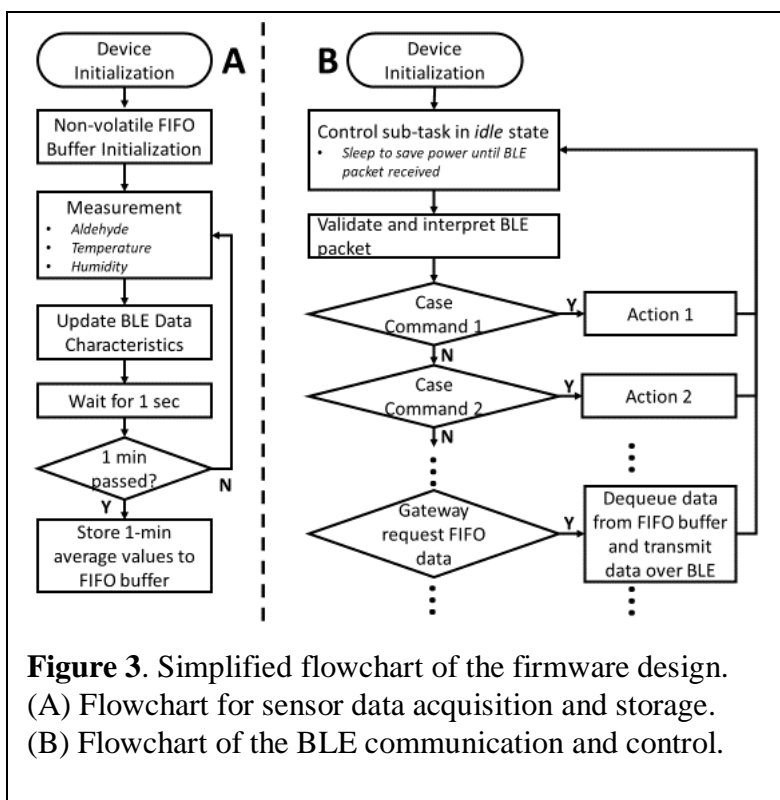 Device
Initialization
A
Non-volatile FIFO
Buffer Initialization
Measurement
• Aldehyde
• Temperature
• Humidity
Update BLE Data
Characteristics
Wait for 1 sec
1 min
passed?
N
Y
Store 1-min
average values to
FIFO buffer
B
Device
Initialization
Control sub-task in idle state
• Sleep to save power until BLE
packet received
Validate and interpret BLE
packet
Case
Command 1
Y
Action 1
N
Case
Command 2
Y
Action 2
N
Gateway
request FIFO
data
Y
Dequeue data
from FIFO buffer
and transmit
data over BLE
Figure 3. Simplified flowchart of the firmware design.
(A) Flowchart for sensor data acquisition and storage.
(B) Flowchart of the BLE communication and control.